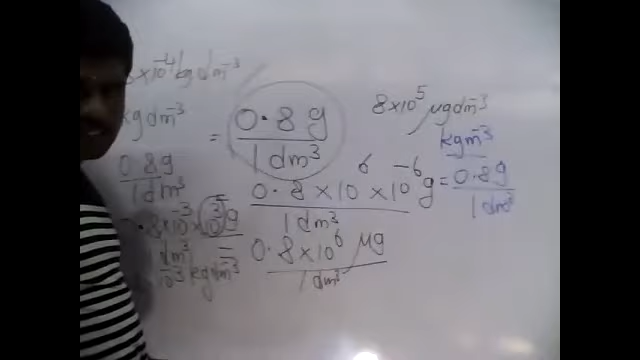 ×10⁻⁴ kg dm⁻³
8×10⁵ µg dm⁻³
kg dm⁻³
= 0.8 g / 1 dm³
kg m⁻³
0.8 g / 1 dm³
0.8 × 10⁶ × 10⁻⁶ g / 1 dm³
= 0.8 g / 1 dm³
= 0.8×10⁶ µg / 1 dm³
10⁻³ kg dm⁻³